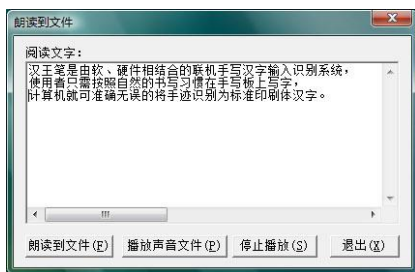 朗读到文件
阅读文字：
汉王笔是由软、硬件相结合的联机手写汉字输入识别系统，
使用者只需按照自然的书写习惯在手写板上写字，
计算机就可准确无误的将手迹识别为标准印刷体汉字。
朗读到文件(F) 播放声音文件(P) 停止播放(S) 退出(X)